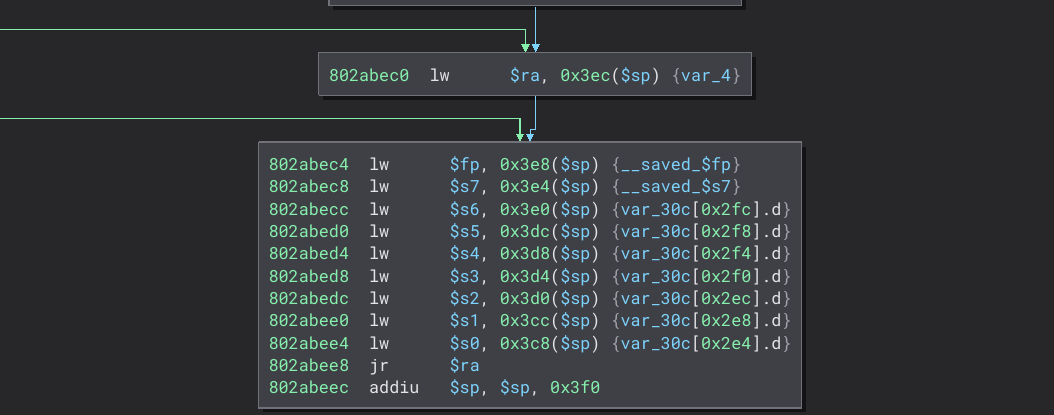 802abec0 lw $ra, 0x3ec($sp) {var_4}
802abec4 lw $fp, 0x3e8($sp) {__saved_$fp}
802abec8 lw $s7, 0x3e4($sp) {__saved_$s7}
802abecc lw $s6, 0x3e0($sp) {var_30c[0x2fc].d}
802abed0 lw $s5, 0x3dc($sp) {var_30c[0x2f8].d}
802abed4 lw $s4, 0x3d8($sp) {var_30c[0x2f4].d}
802abed8 lw $s3, 0x3d4($sp) {var_30c[0x2f0].d}
802abedc lw $s2, 0x3d0($sp) {var_30c[0x2ec].d}
802abee0 lw $s1, 0x3cc($sp) {var_30c[0x2e8].d}
802abee4 lw $s0, 0x3c8($sp) {var_30c[0x2e4].d}
802abee8 jr $ra
802abeec addiu $sp, $sp, 0x3f0